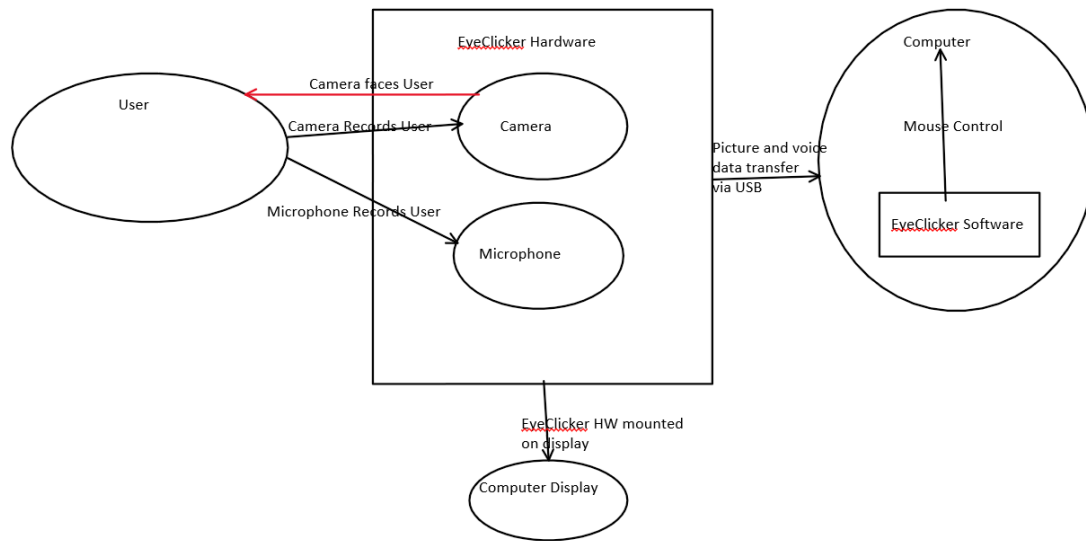 EyeClicker Hardware
Computer
Camera faces User
User
Camera Records User
Camera
Mouse Control
Picture and voice
data transfer
via USB
Microphone Records User
EyeClicker Software
Microphone
EyeClicker HW mounted
on display
Computer Display